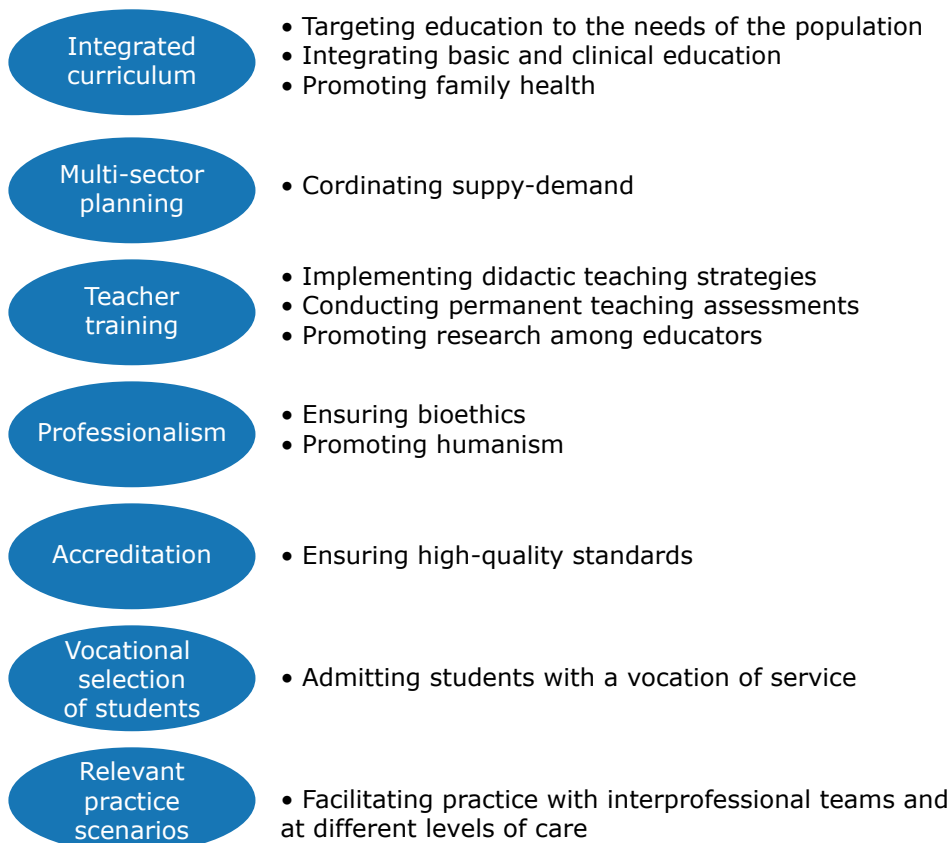 Integrated
curriculum
• Targeting education to the needs of the population
• Integrating basic and clinical education
• Promoting family health
Multi-sector
planning
• Cordinating suppy-demand
Teacher
training
• Implementing didactic teaching strategies
• Conducting permanent teaching assessments
• Promoting research among educators
Professionalism
• Ensuring bioethics
• Promoting humanism
Accreditation
• Ensuring high-quality standards
Vocational
selection
of students
• Admitting students with a vocation of service
Relevant
practice
scenarios
• Facilitating practice with interprofessional teams and
at different levels of care